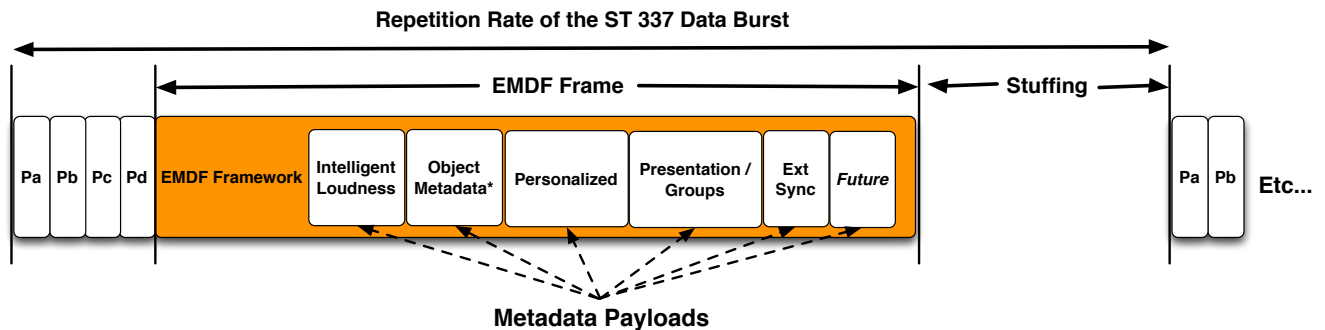 Repetition Rate of the ST 337 Data Burst
EMDF Frame
Stuffing
Pa
Pb
Pc
Pd
EMDF Framework
Intelligent
Loudness
Object
Metadata*
Personalized
Presentation /
Groups
Ext
Sync
Future
Pa
Pb
Etc...
Metadata Payloads